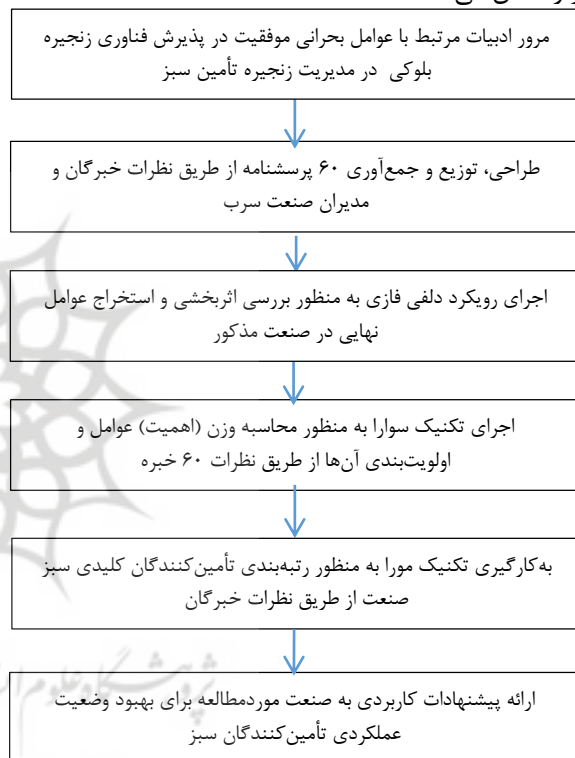 مرور ادبیات مرتبط با عوامل بحرانی موفقیت در پذیرش فناوری زنجیره
بلوکی در مدیریت زنجیره تأمین سبز
طراحی، توزیع و جمع‌آوری ۶۰ پرسشنامه از طریق نظرات خبرگان و
مدیران صنعت سرب
اجرای رویکرد دلفی فازی به منظور بررسی اثربخشی و استخراج عوامل
نهایی در صنعت مذکور
اجرای تکنیک سوارا به منظور محاسبه وزن (اهمیت) عوامل و
اولویت‌بندی آن‌ها از طریق نظرات ۶۰ خبره
به‌کارگیری تکنیک مورا به منظور رتبه‌بندی تأمین‌کنندگان کلیدی سبز
صنعت از طریق نظرات خبرگان
ارائه پیشنهادات کاربردی به صنعت موردمطالعه برای بهبود وضعیت
عملکردی تأمین‌کنندگان سبز